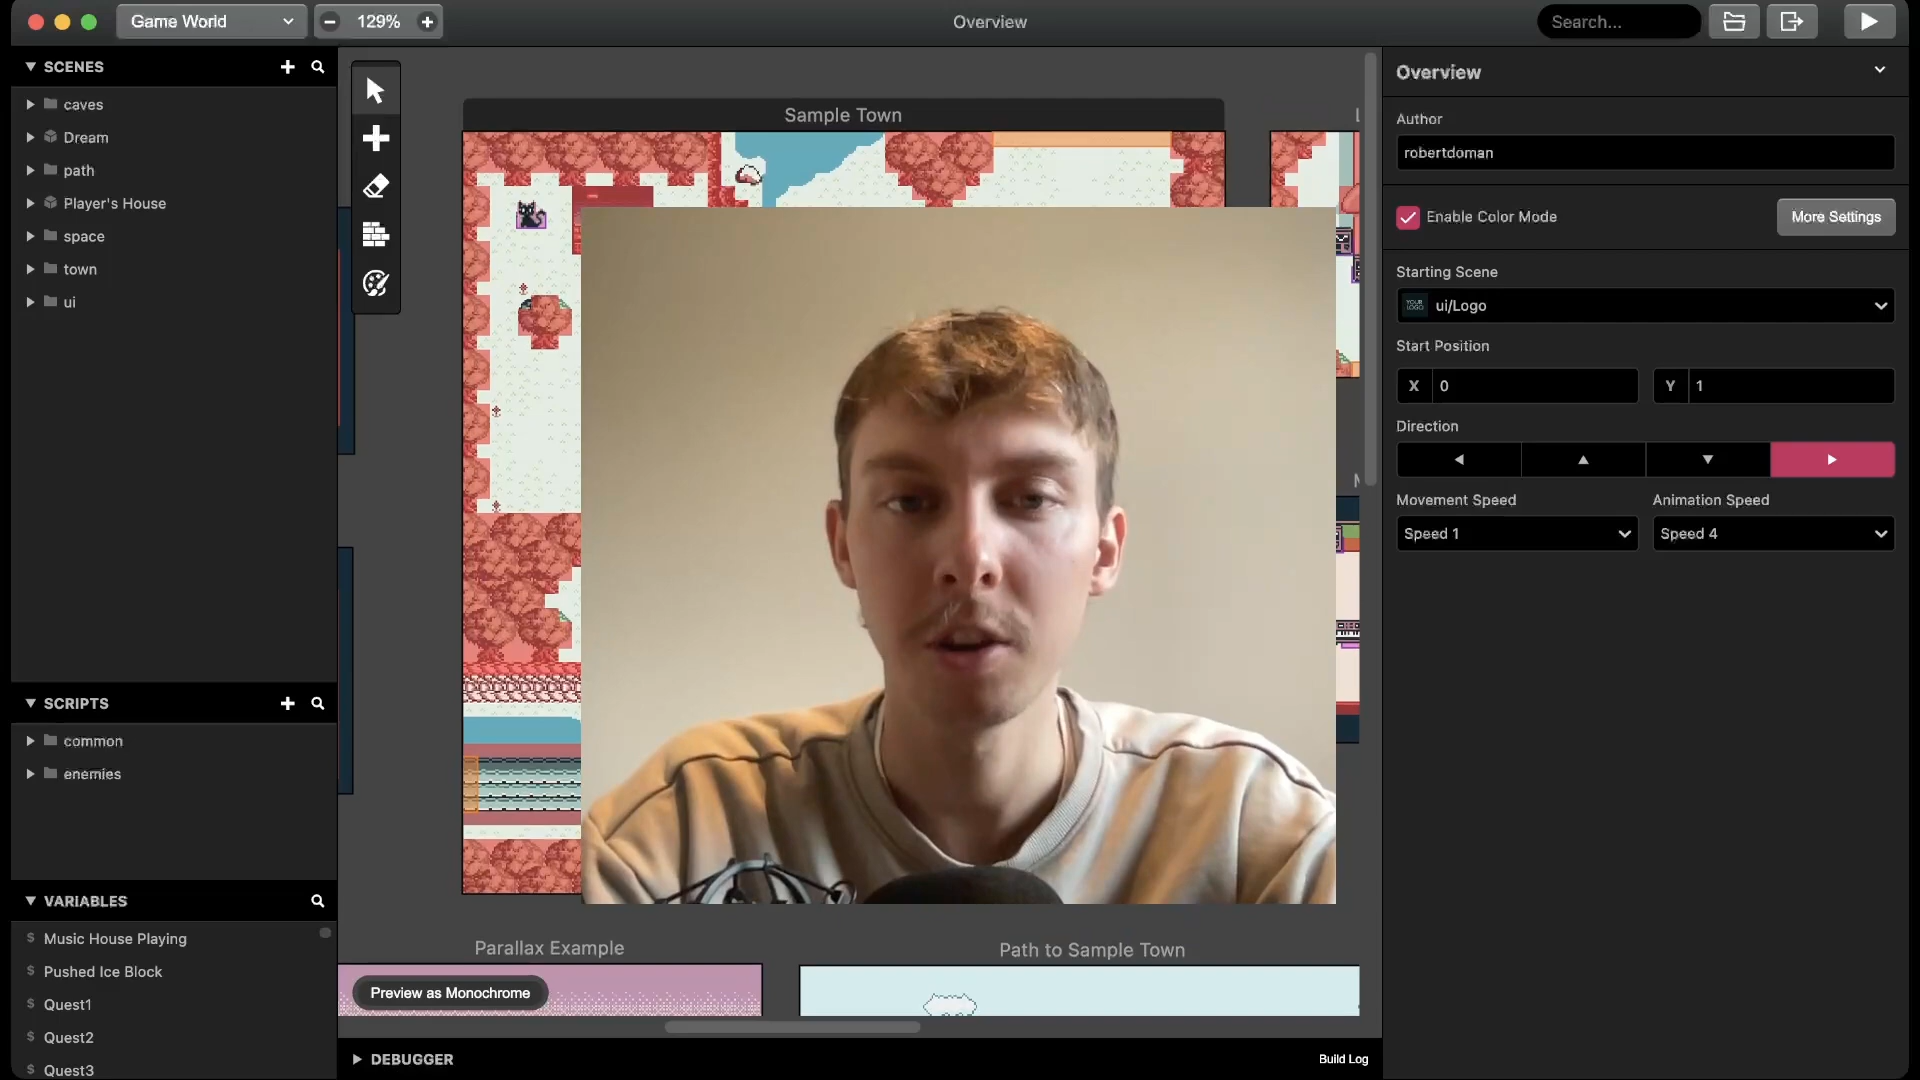 Game World
129%
Overview
Search...
SCENES
caves
Dream
path
Player's House
space
town
ui
SCRIPTS
common
enemies
VARIABLES
$ Music House Playing
$ Pushed Ice Block
$ Quest1
$ Quest2
$ Quest3
Sample Town
Parallax Example
Path to Sample Town
Preview as Monochrome
DEBUGGER
Build Log
Overview
Author
robertdoman
Enable Color Mode
More Settings
Starting Scene
YOUR LOGO
ui/Logo
Start Position
X 0
Y 1
Direction
Movement Speed
Animation Speed
Speed 1
Speed 4